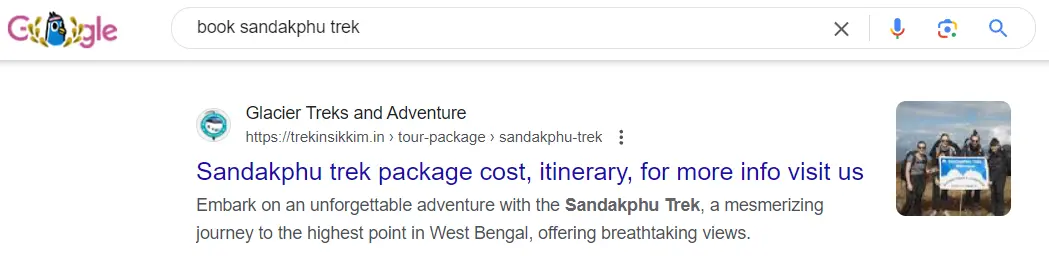 Google
book sandakphu trek
Glacier Treks and Adventure
https://trekinsikkim.in › tour-package › sandakphu-trek
Sandakphu trek package cost, itinerary, for more info visit us
Embark on an unforgettable adventure with the Sandakphu Trek, a mesmerizing
journey to the highest point in West Bengal, offering breathtaking views.